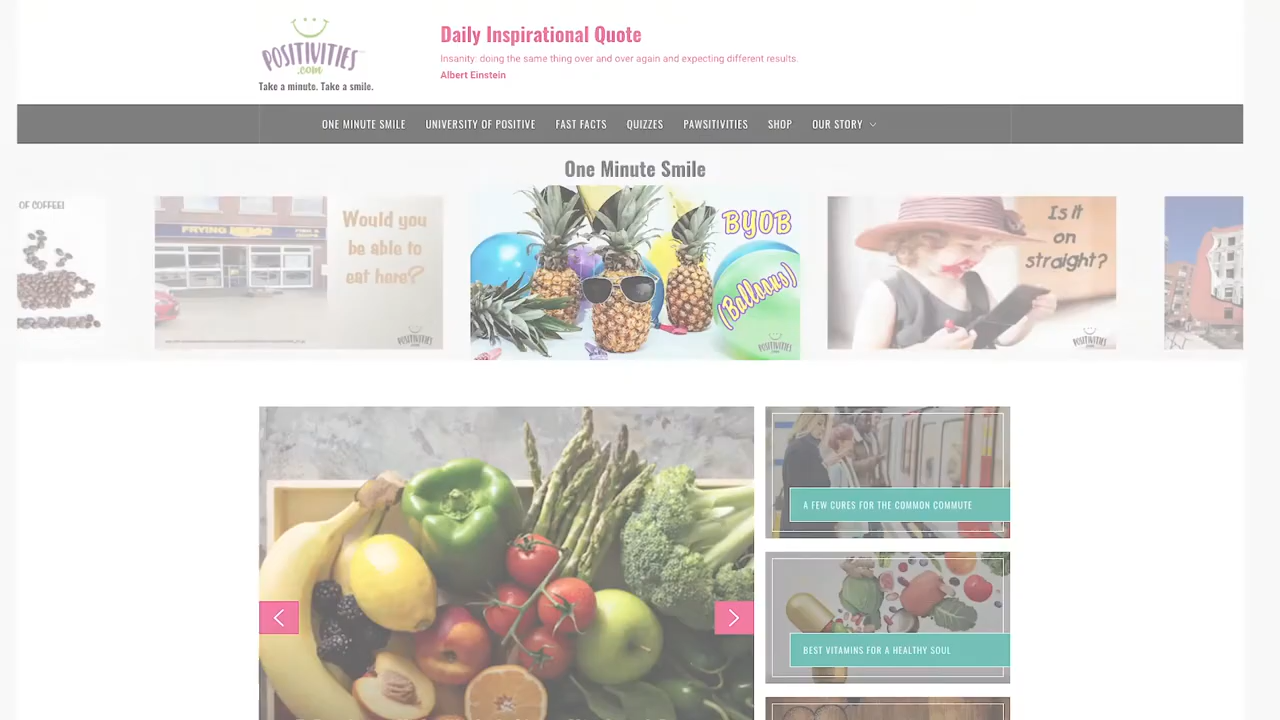 POSITIVITIES
.COM
Take a minute. Take a smile.
Daily Inspirational Quote
Insanity: doing the same thing over and over again and expecting different results.
Albert Einstein
ONE MINUTE SMILE UNIVERSITY OF POSITIVE FAST FACTS QUIZZES PAWSITIVITIES SHOP OUR STORY
One Minute Smile
OF COFFEE!
FRYING NEMO
Would you
be able to
eat here?
POSITIVITIES
BYOB
(Balloons)
POSITIVITIES
Is it
on
straight?
POSITIVITIES
A FEW CURES FOR THE COMMON COMMUTE
BEST VITAMINS FOR A HEALTHY SOUL